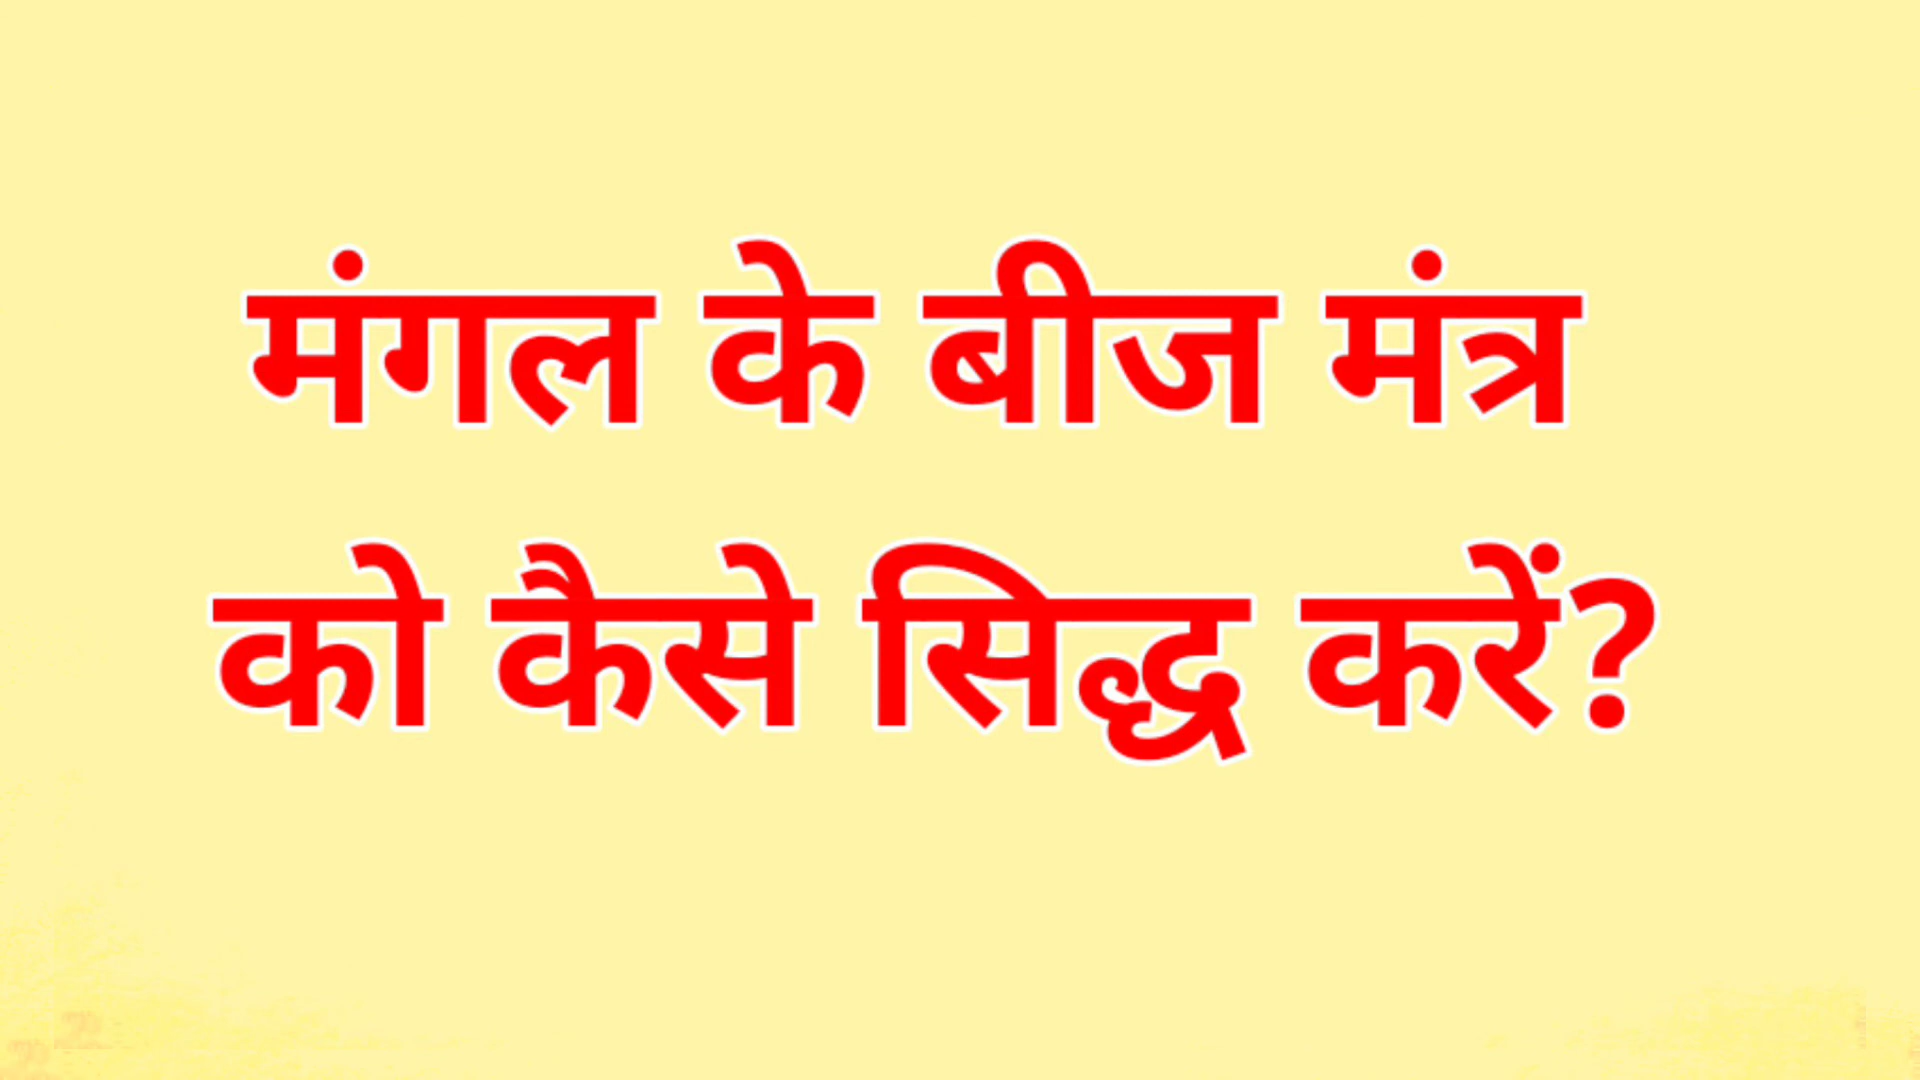 मंगल के बीज मंत्र
को कैसे सिद्ध करें?